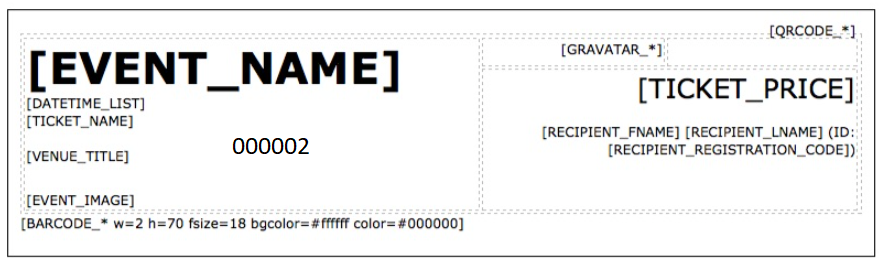 [QRCODE_*]
[GRAVATAR_*]
[EVENT_NAME]
[DATETIME_LIST]
[TICKET_NAME]
[TICKET_PRICE]
000002
[VENUE_TITLE]
[RECIPIENT_FNAME] [RECIPIENT_LNAME] (ID:
[RECIPIENT_REGISTRATION_CODE])
[EVENT_IMAGE]
[BARCODE_* w=2 h=70 fsize=18 bgcolor=#ffffff color=#000000]